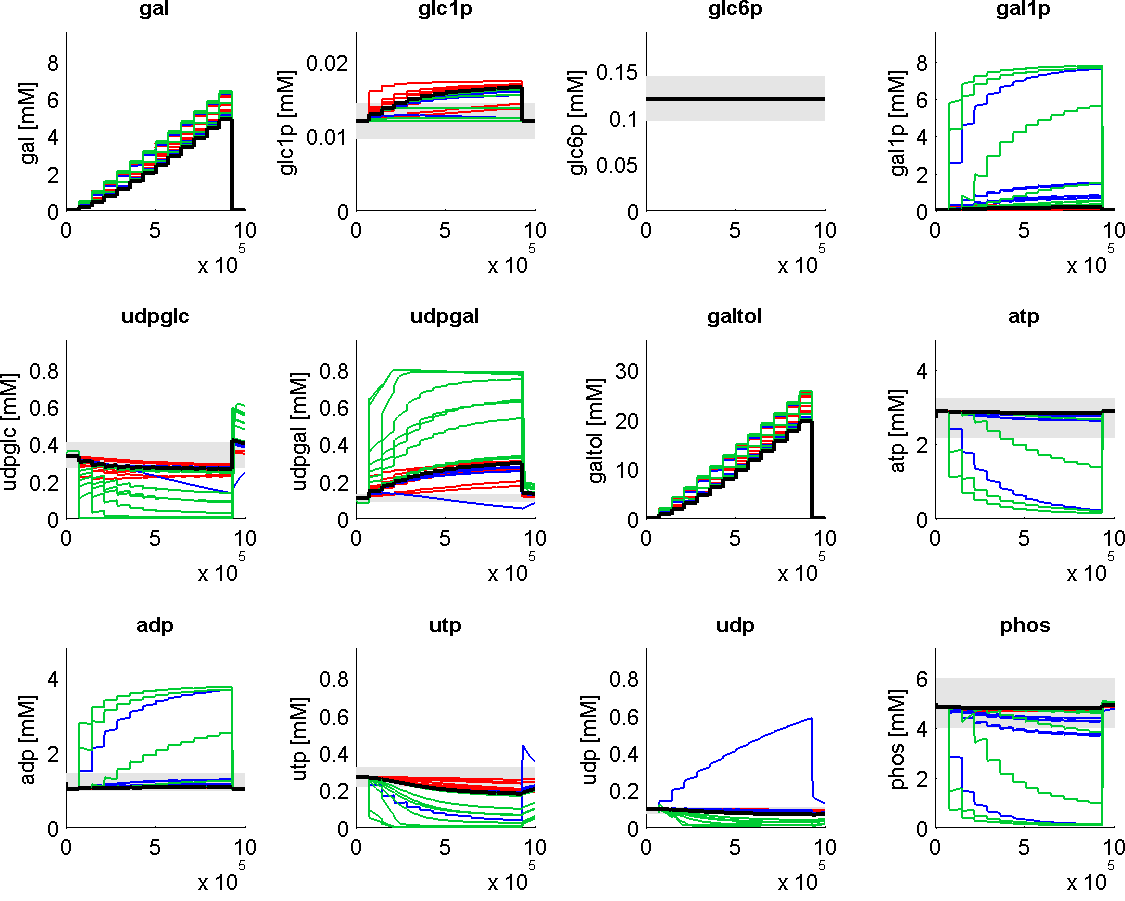 gal
glc1p
glc6p
gal1p
gal [mM]
8
6
4
2
0
0 5 10
x 10^5
glc1p [mM]
0.02
0.01
0
0 5 10
x 10^5
glc6p [mM]
0.15
0.1
0.05
0
0 5 10
x 10^5
gal1p [mM]
8
6
4
2
0
0 5 10
x 10^5
udpglc
udpgal
galtol
atp
udpglc [mM]
0.8
0.6
0.4
0.2
0
0 5 10
x 10^5
udpgal [mM]
0.8
0.6
0.4
0.2
0
0 5 10
x 10^5
galtol [mM]
30
20
10
0
0 5 10
x 10^5
atp [mM]
4
2
0
0 5 10
x 10^5
adp
utp
udp
phos
adp [mM]
4
2
0
0 5 10
x 10^5
utp [mM]
0.8
0.6
0.4
0.2
0
0 5 10
x 10^5
udp [mM]
0.8
0.6
0.4
0.2
0
0 5 10
x 10^5
phos [mM]
6
4
2
0
0 5 10
x 10^5